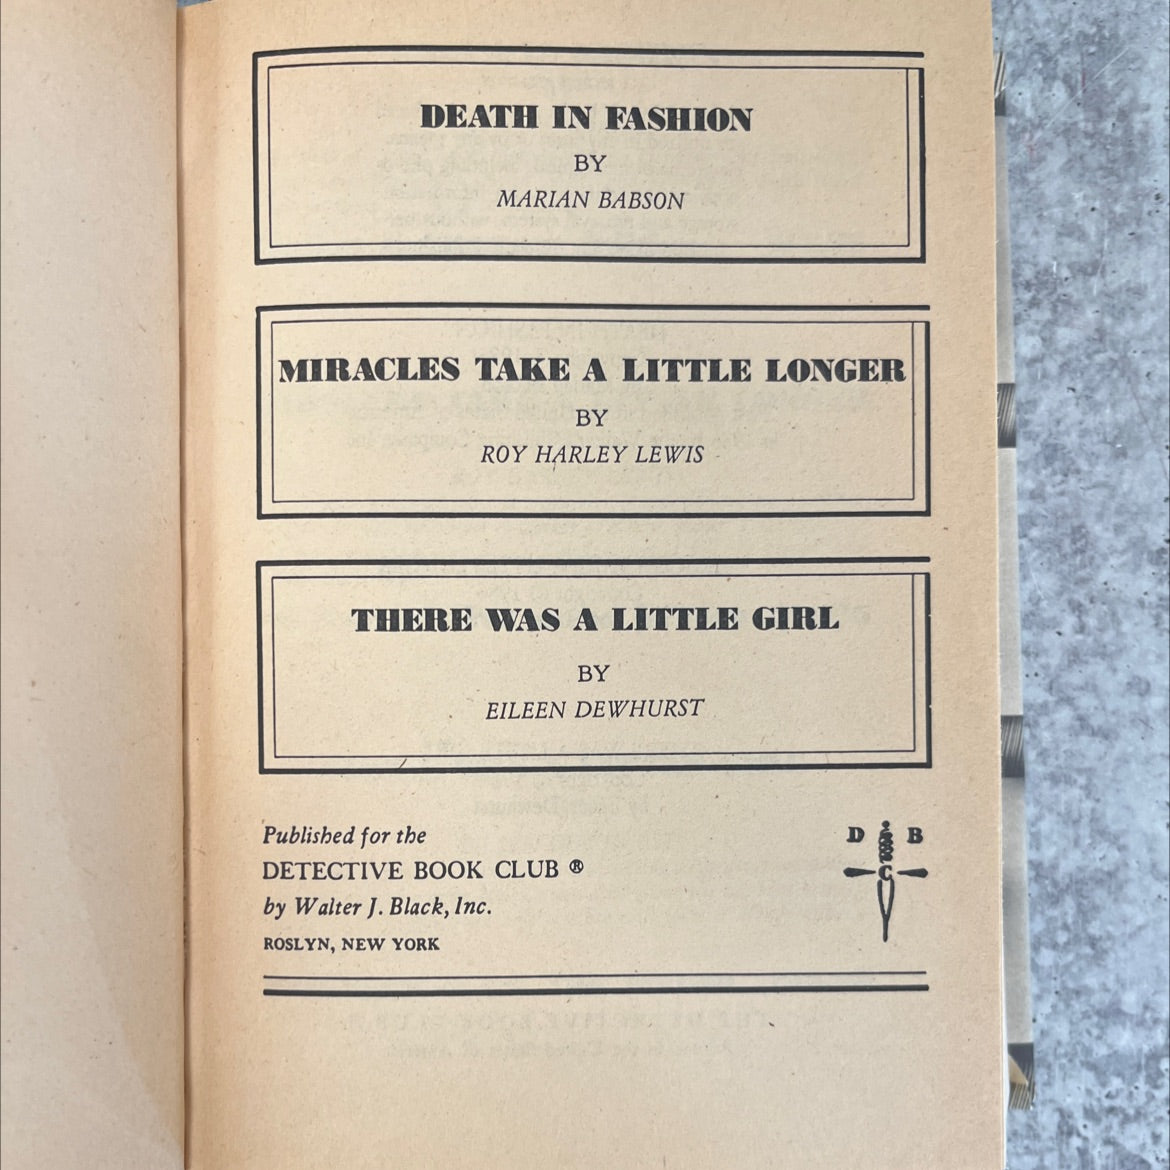 DEATH IN FASHION
BY
MARIAN BABSON
MIRACLES TAKE A LITTLE LONGER
BY
ROY HARLEY LEWIS
THERE WAS A LITTLE GIRL
BY
EILEEN DEWHURST
Published for the
DETECTIVE BOOK CLUB ®
by Walter J. Black, Inc.
ROSLYN, NEW YORK
D B
C